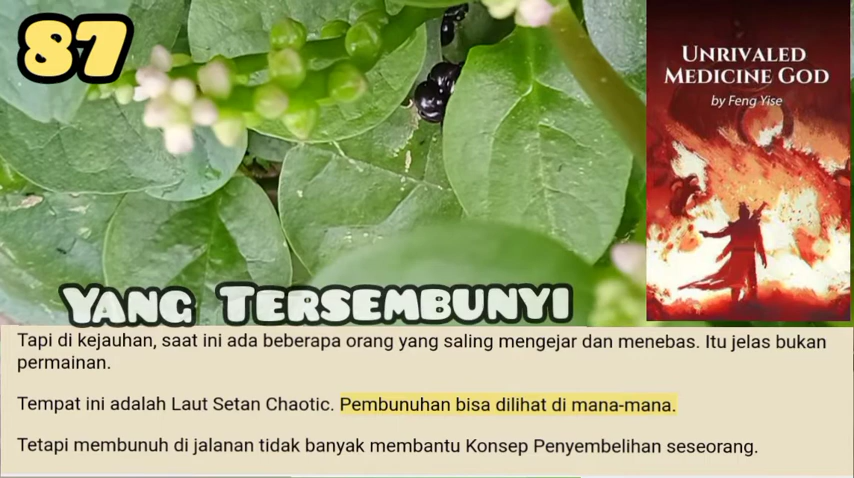 87
UNRIVALED
MEDICINE GOD
by Feng Yise
YANG TERSEMBUNYI
Tapi di kejauhan, saat ini ada beberapa orang yang saling mengejar dan menebas. Itu jelas bukan
permainan.
Tempat ini adalah Laut Setan Chaotic. Pembunuhan bisa dilihat di mana-mana.
Tetapi membunuh di jalanan tidak banyak membantu Konsep Penyembelihan seseorang.